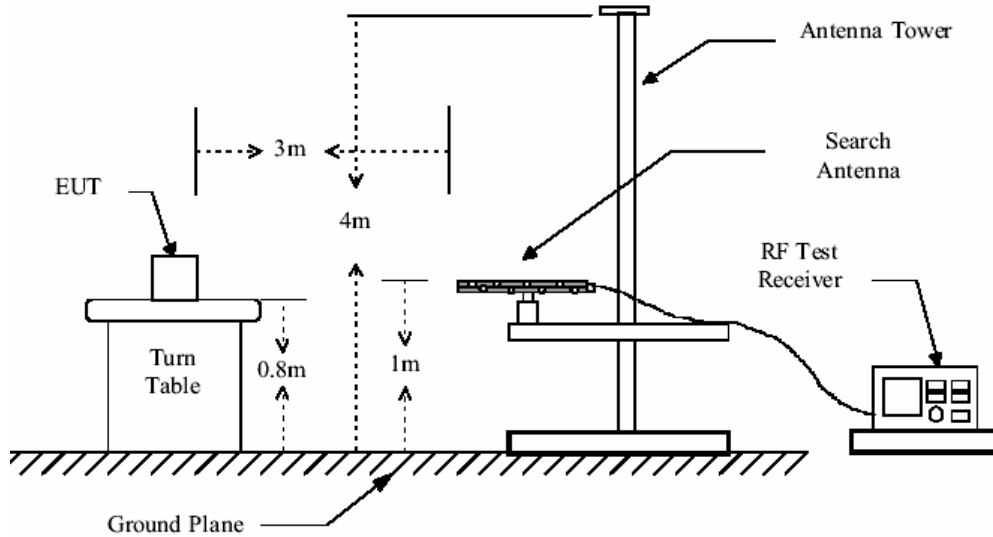 Antenna Tower
3m
Search
Antenna
EUT
4m
RF Test
Receiver
Turn
Table
0.8m
1m
Ground Plane